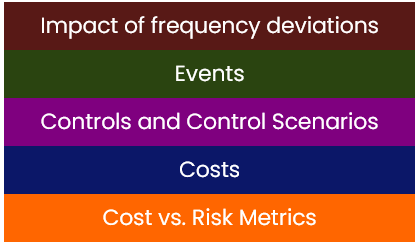 Impact of frequency deviations
Events
Controls and Control Scenarios
Costs
Cost vs. Risk Metrics